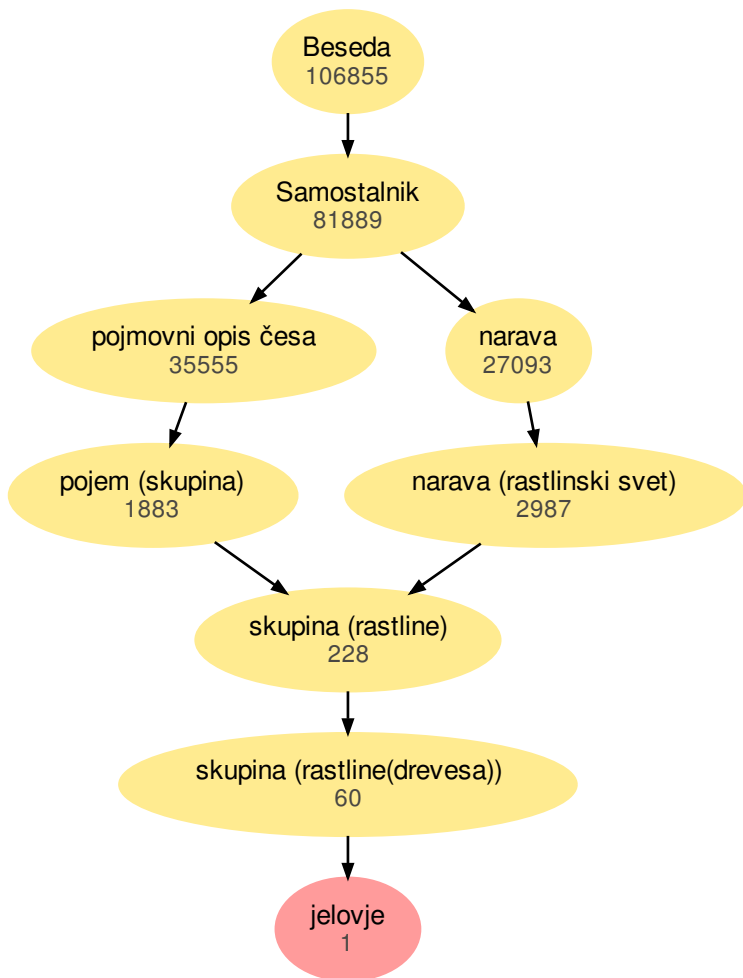 Beseda
106855
Samostalnik
81889
pojmovni opis česa
35555
narava
27093
pojem (skupina)
1883
narava (rastlinski svet)
2987
skupina (rastline)
228
skupina (rastline(drevesa))
60
jelovje
1